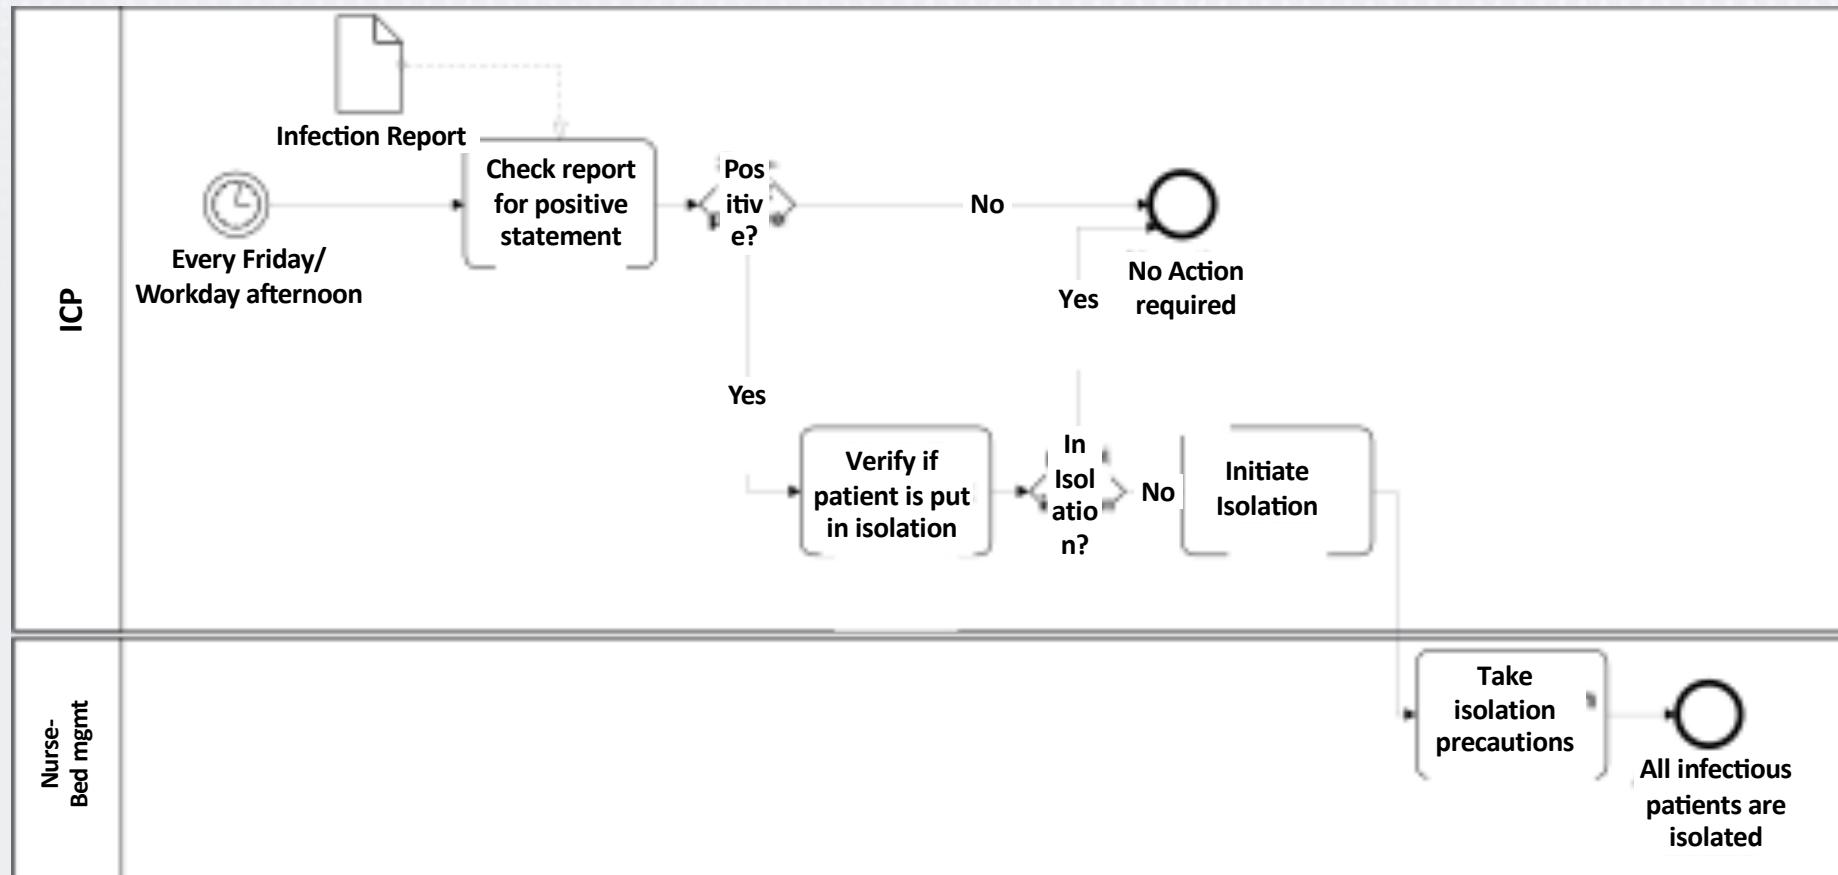 ICP
Infection Report
Every Friday/
Workday afternoon
Check report
for positive
statement
Pos
itiv
e?
No
No Action
required
Yes
Yes
Verify if
patient is put
in isolation
In
Isol
atio
n?
No
Initiate
Isolation
Nurse-
Bed mgmt
Take
isolation
precautions
All infectious
patients are
isolated